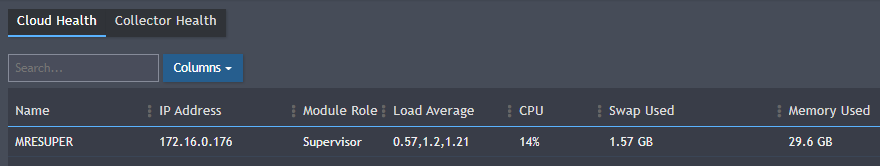 Cloud Health Collector Health
Search... Columns
Name IP Address Module Role Load Average CPU Swap Used Memory Used
MRESUPER 172.16.0.176 Supervisor 0.57,1.2,1.21 14% 1.57 GB 29.6 GB